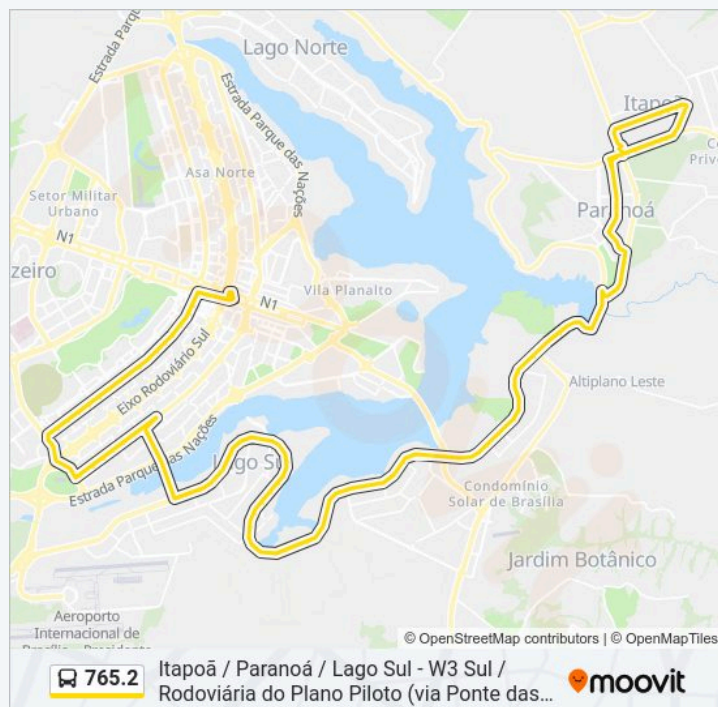 Lago Norte
Estrada Parque
Estrada Parque das Nações
Itapoã
Asa Norte
Setor Militar
Urbano
Paranoá
N1
zeiro
Vila Planalto
N1
Eixo Rodoviário Sul
Altiplano Leste
Estrada Parque das Nações
Lago Sul
Condomínio
Solar de Brasília
Jardim Botânico
Aeroporto
Internacional de
© OpenStreetMap contributors | © OpenMapTiles
765.2
Itapoã / Paranoá / Lago Sul - W3 Sul /
Rodoviária do Plano Piloto (via Ponte das...
moovit